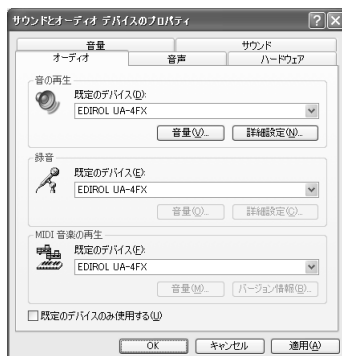 サウンドとオーディオ デバイスのプロパティ
音量 サウンド
オーディオ 音声 ハードウェア
音の再生
既定のデバイス(D):
EDIROL UA-4FX
音量(V)... 詳細設定(N)...
録音
既定のデバイス(E):
EDIROL UA-4FX
音量(O)... 詳細設定(C)...
MIDI 音楽の再生
既定のデバイス(F):
EDIROL UA-4FX
音量(M)... バージョン情報(B)...
既定のデバイスのみ使用する(U)
OK キャンセル 適用(A)